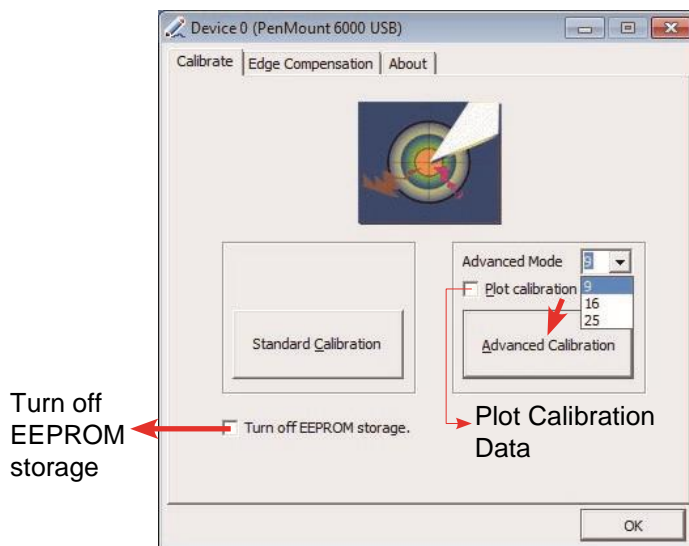 Device 0 (PenMount 6000 USB)
Calibrate
Edge Compensation
About
Advanced Mode
9
Plot calibration
9
16
25
Standard Calibration
Advanced Calibration
Turn off EEPROM storage.
OK
Turn off
EEPROM
storage
Plot Calibration
Data